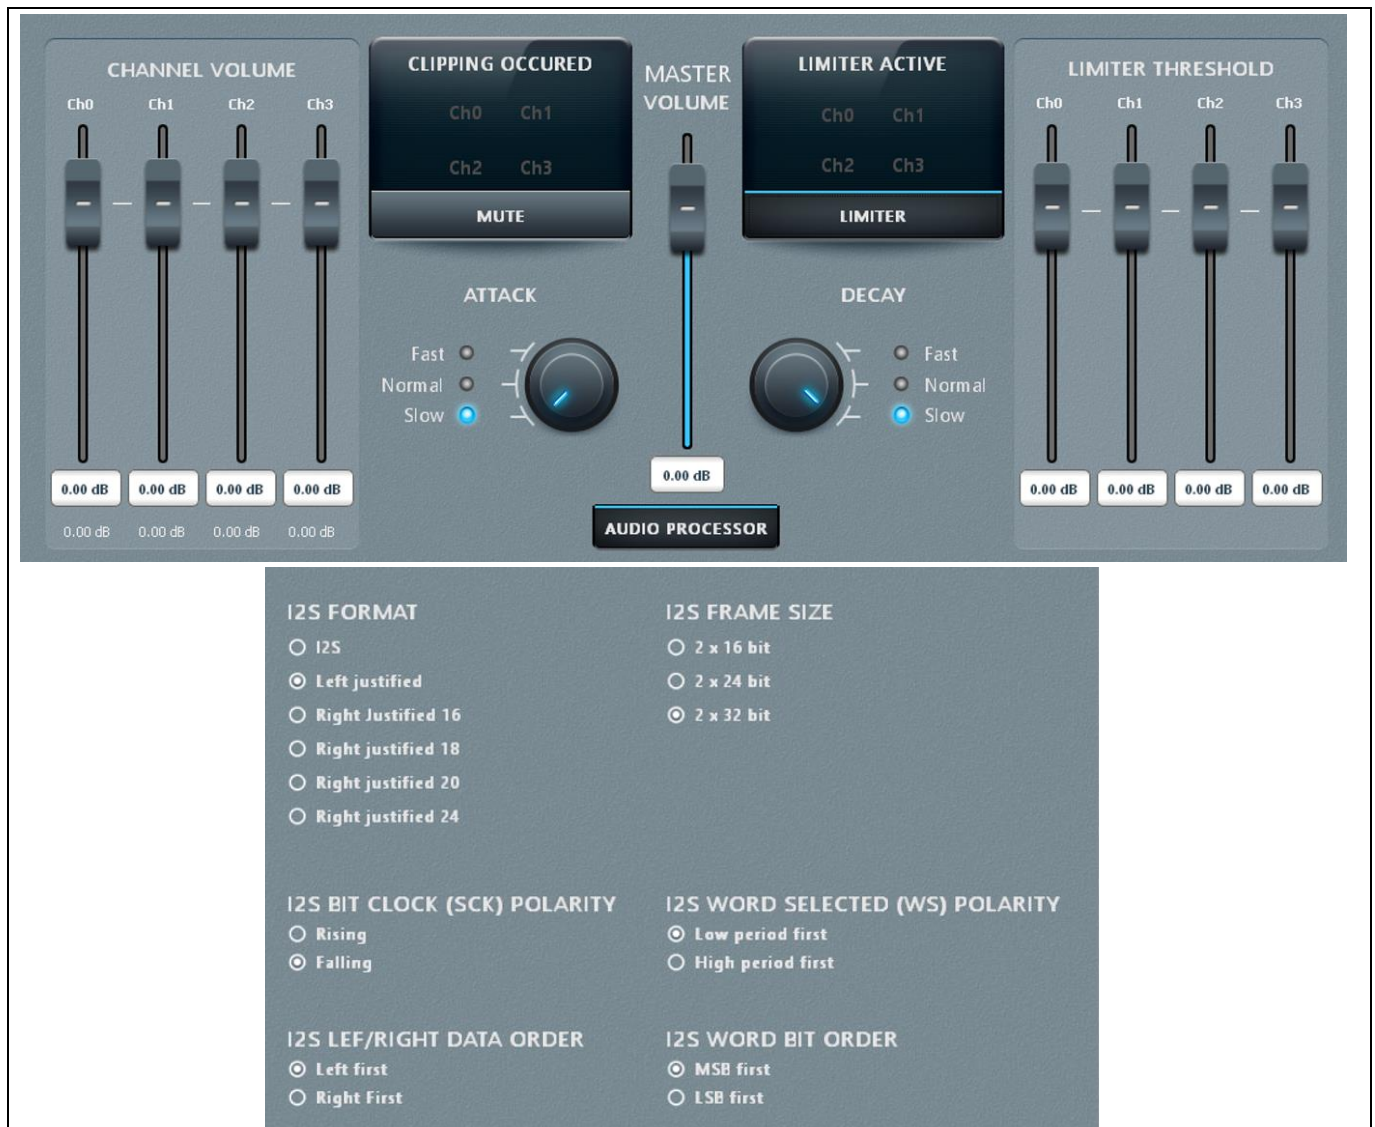 CHANNEL VOLUME
Ch0 Ch1 Ch2 Ch3
0.00 dB 0.00 dB 0.00 dB 0.00 dB
0.00 dB 0.00 dB 0.00 dB 0.00 dB
CLIPPING OCCURED
Ch0 Ch1
Ch2 Ch3
MUTE
ATTACK
Fast
Normal
Slow
MASTER
VOLUME
0.00 dB
AUDIO PROCESSOR
LIMITER ACTIVE
Ch0 Ch1
Ch2 Ch3
LIMITER
DECAY
Fast
Normal
Slow
LIMITER THRESHOLD
Ch0 Ch1 Ch2 Ch3
0.00 dB 0.00 dB 0.00 dB 0.00 dB
I2S FORMAT
I2S
Left justified
Right Justified 16
Right justified 18
Right justified 20
Right justified 24
I2S FRAME SIZE
2 x 16 bit
2 x 24 bit
2 x 32 bit
I2S BIT CLOCK (SCK) POLARITY
Rising
Falling
I2S WORD SELECTED (WS) POLARITY
Low period first
High period first
I2S LEF/RIGHT DATA ORDER
Left first
Right First
I2S WORD BIT ORDER
MSB first
LSB first